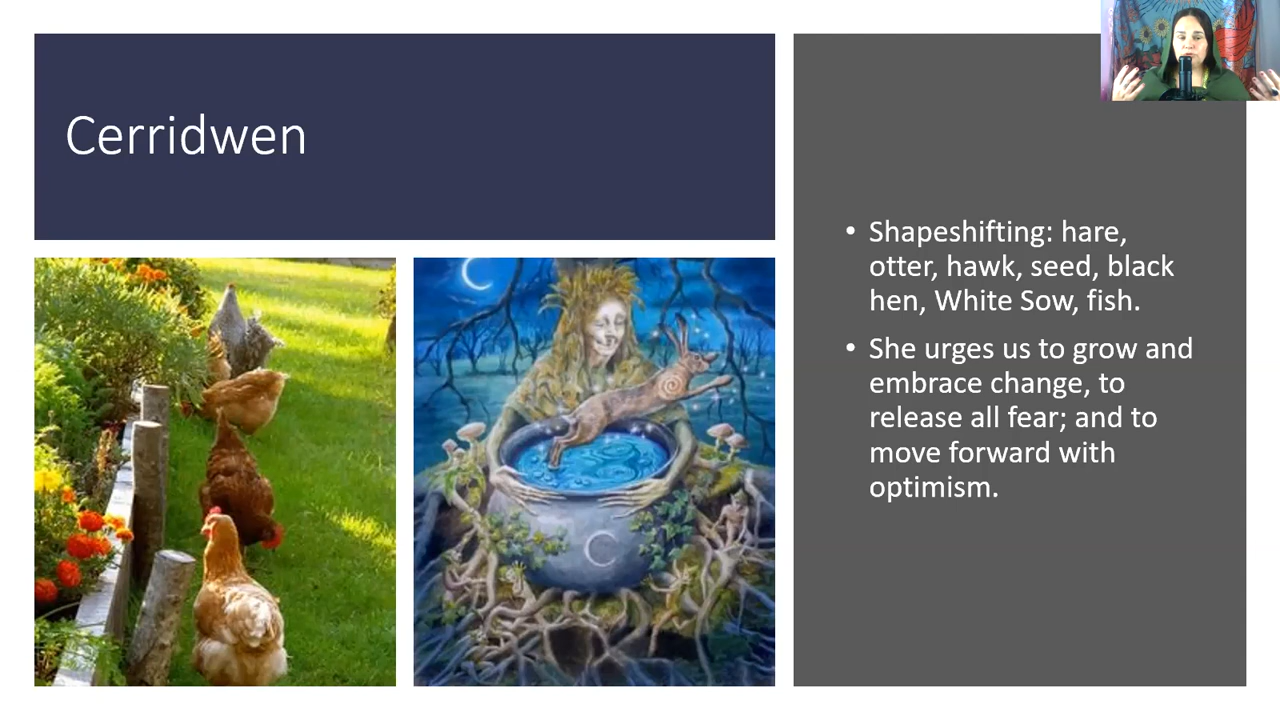 Cerridwen
• Shapeshifting: hare,
otter, hawk, seed, black
hen, White Sow, fish.
• She urges us to grow and
embrace change, to
release all fear; and to
move forward with
optimism.